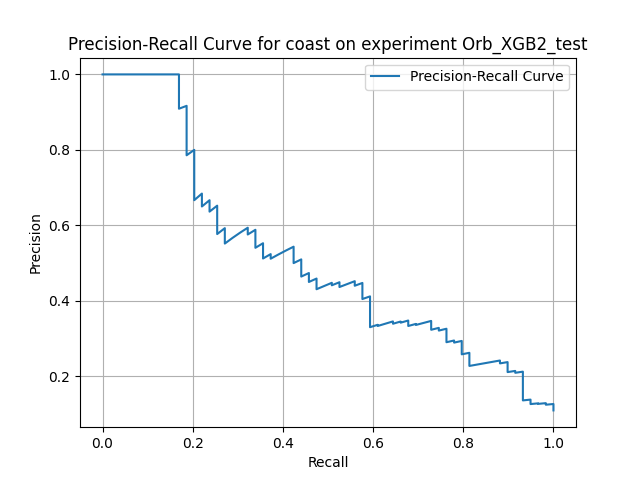 Precision-Recall Curve for coast on experiment Orb_XGB2_test
Precision-Recall Curve
1.0
0.8
0.6
0.4
0.2
Precision
0.0 0.2 0.4 0.6 0.8 1.0
Recall